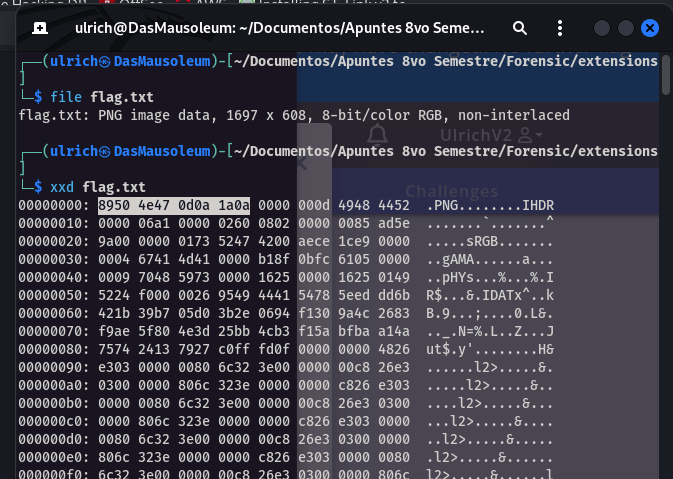 ulrich@DasMausoleum: ~/Documentos/Apuntes 8vo Seme...
┌──(ulrich㉿DasMausoleum)-[~/Documentos/Apuntes 8vo Semestre/Forensic/extensions
]
└─$ file flag.txt
flag.txt: PNG image data, 1697 x 608, 8-bit/color RGB, non-interlaced
┌──(ulrich㉿DasMausoleum)-[~/Documentos/Apuntes 8vo Semestre/Forensic/extensions
]
UlrichV2
└─$ xxd flag.txt
Challenges
00000000: 8950 4e47 0d0a 1a0a 0000 000d 4948 4452  .PNG........IHDR
00000010: 0000 06a1 0000 0260 0802 0000 0085 ad5e  .......`.......^
00000020: 9a00 0000 0173 5247 4200 aece 1ce9 0000  .....sRGB.......
00000030: 0004 6741 4d41 0000 b18f 0bfc 6105 0000  ..gAMA......a...
00000040: 0009 7048 5973 0000 1625 0000 1625 0149  ..pHYs...%...%.I
00000050: 5224 f000 0026 9549 4441 5478 5eed dd6b  R$...&.IDATx^..k
00000060: 421b 39b7 05d0 3b2e 0694 f130 9a4c 2683  B.9...;....0.L&.
00000070: f9ae 5f80 4e3d 25bb 4cb3 f15a bfba a14a  .._.N=%.L..Z...J
00000080: 7574 2413 7927 c0ff fd0f 0000 0000 4826  ut$.y'........H&
00000090: e303 0000 0080 6c32 3e00 0000 00c8 26e3  ......l2>.....&.
000000a0: 0300 0000 806c 323e 0000 0000 c826 e303  .....l2>.....&..
000000b0: 0000 0080 6c32 3e00 0000 00c8 26e3 0300  ....l2>.....&...
000000c0: 0000 806c 323e 0000 0000 c826 e303 0000  ...l2>.....&....
000000d0: 0080 6c32 3e00 0000 00c8 26e3 0300 0000  ..l2>.....&.....
000000e0: 806c 323e 0000 0000 c826 e303 0000 0080  .l2>.....&......
000000f0: 6c32 3e00 0000 00c8 26e3 0300 0000 806c  l2>.....&......l